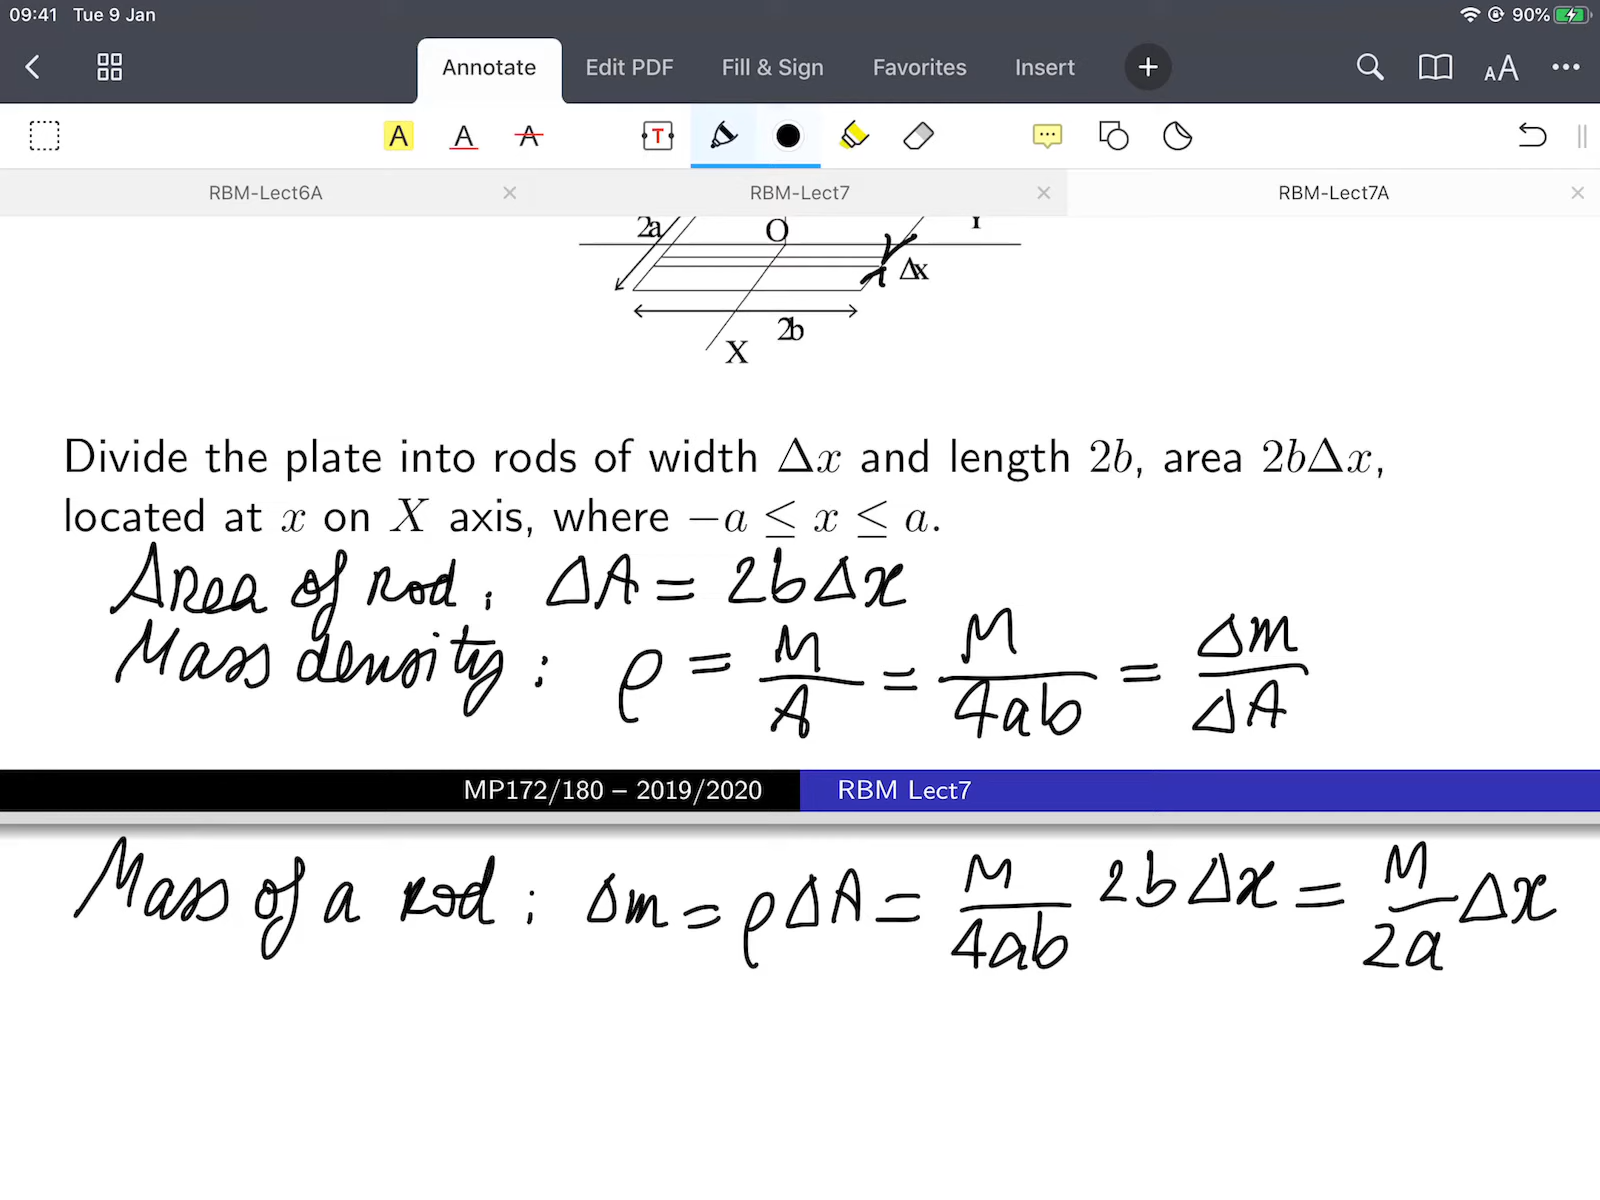 09:41 Tue 9 Jan 90%
Annotate Edit PDF Fill & Sign Favorites Insert +
A A A T
RBM-Lect6A RBM-Lect7 RBM-Lect7A
2a O Y
Δx
2b
X
Divide the plate into rods of width Δx and length 2b, area 2bΔx,
located at x on X axis, where −a ≤ x ≤ a.
Area of rod: ΔA = 2bΔx
Mass density: ρ = M/A = M/4ab = Δm/ΔA
MP172/180 – 2019/2020 RBM Lect7
Mass of a rod: Δm = ρΔA = M/4ab 2bΔx = M/2a Δx